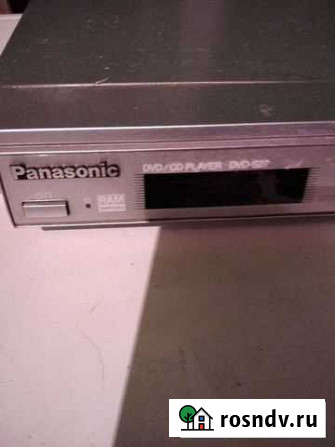 Panasonic
DVD/CD PLAYER
RAM
rosndv.ru